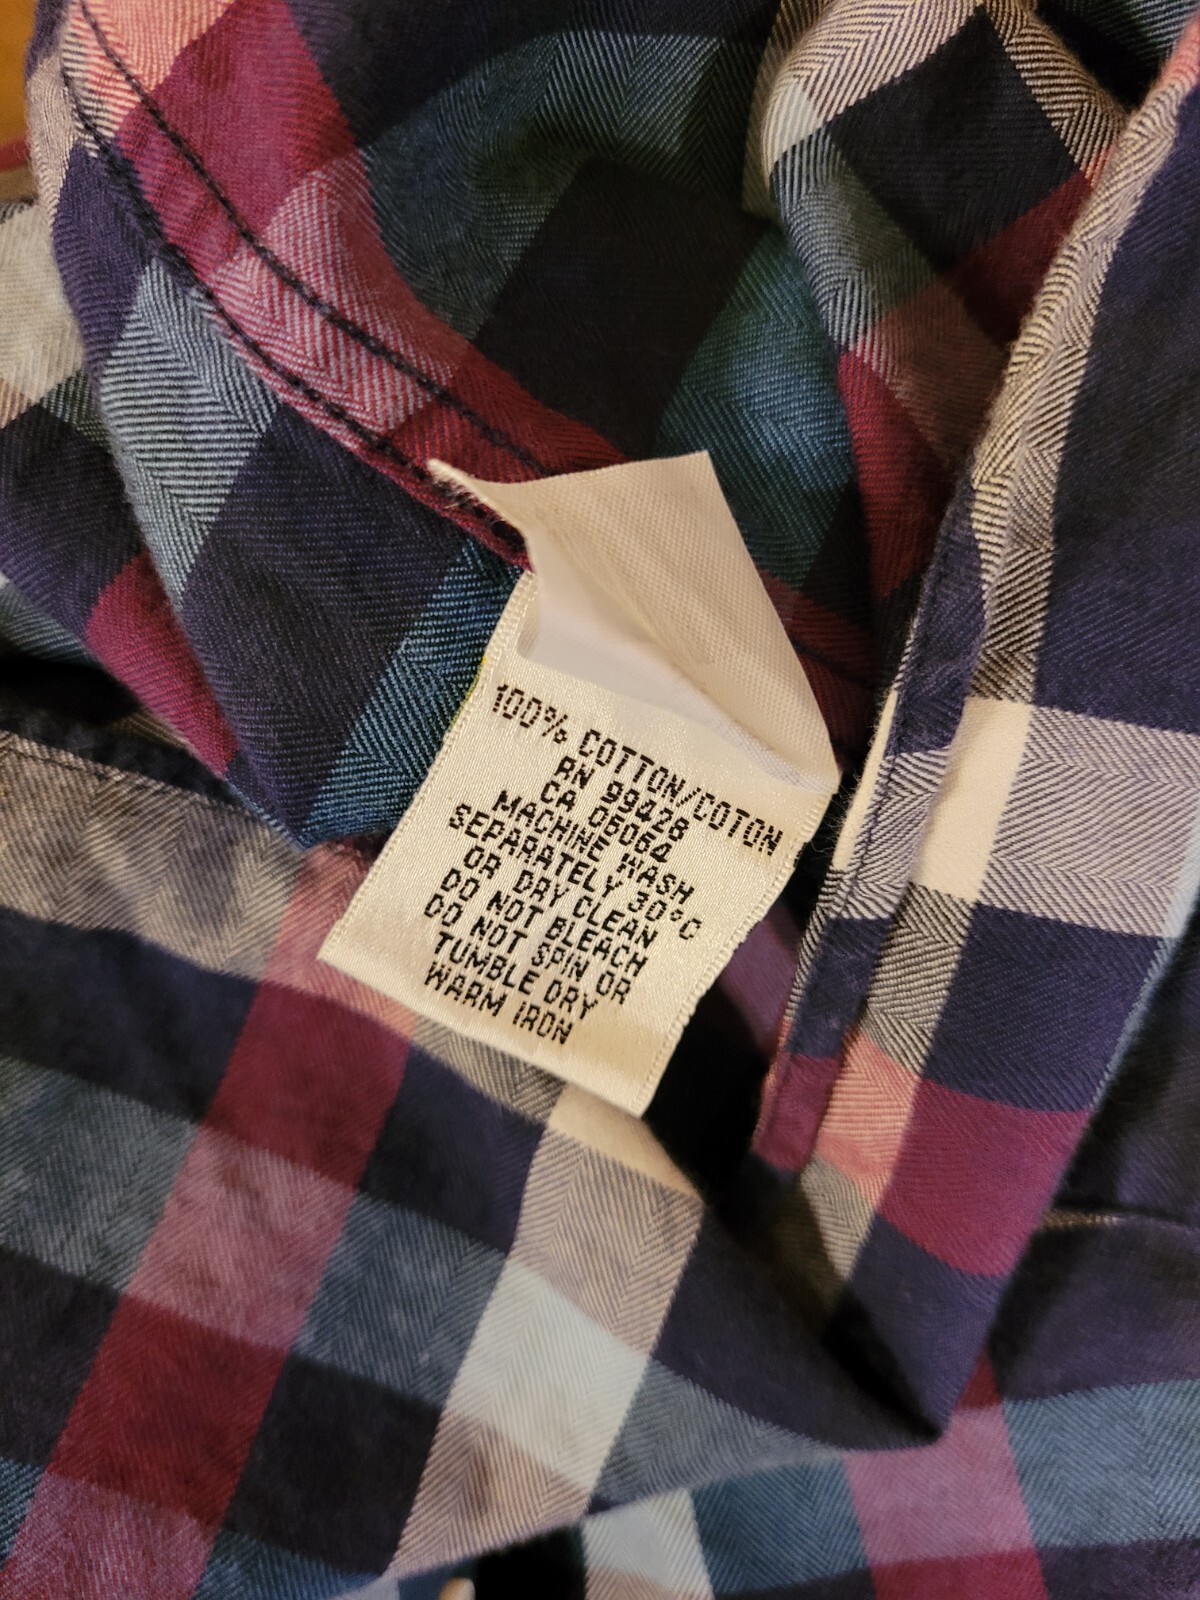 100% COTTON/COTON
RN 99428
CA 06064
MACHINE WASH
SEPARATELY 30°C
OR DRY CLEAN
DO NOT BLEACH
DO NOT SPIN OR
TUMBLE DRY
WARM IRON